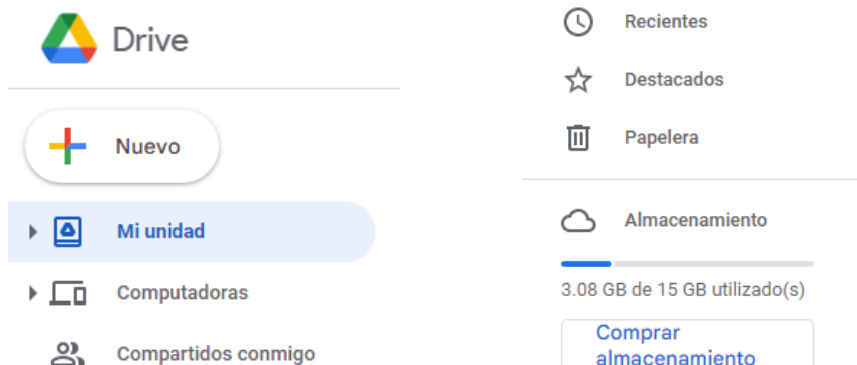 Drive
Nuevo
Mi unidad
Computadoras
Compartidos conmigo
Recientes
Destacados
Papelera
Almacenamiento
3.08 GB de 15 GB utilizado(s)
Comprar
almacenamiento